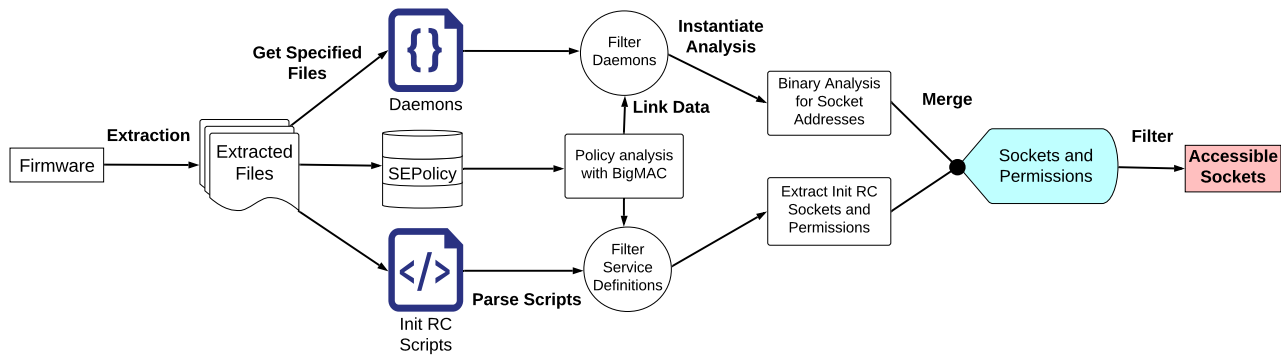 Firmware
Extraction
Extracted
Files
Get Specified
Files
{}
Daemons
SEPolicy
</>
Init RC
Scripts
Parse Scripts
Filter
Daemons
Link Data
Policy analysis
with BigMAC
Filter
Service
Definitions
Instantiate
Analysis
Binary Analysis
for Socket
Addresses
Extract Init RC
Sockets and
Permissions
Merge
Sockets and
Permissions
Filter
Accessible
Sockets